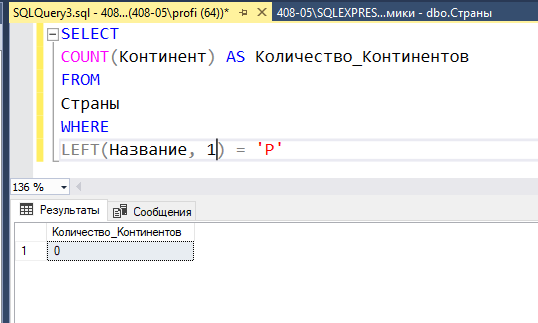 SQLQuery3.sql - 408...(408-05\profi (64))* 408-05\SQLEXPRES...мики - dbo.Страны
SELECT
COUNT(Континент) AS Количество_Континентов
FROM
Страны
WHERE
LEFT(Название, 1) = 'Р'
136 %
Результаты Сообщения
Количество_Континентов
1 0